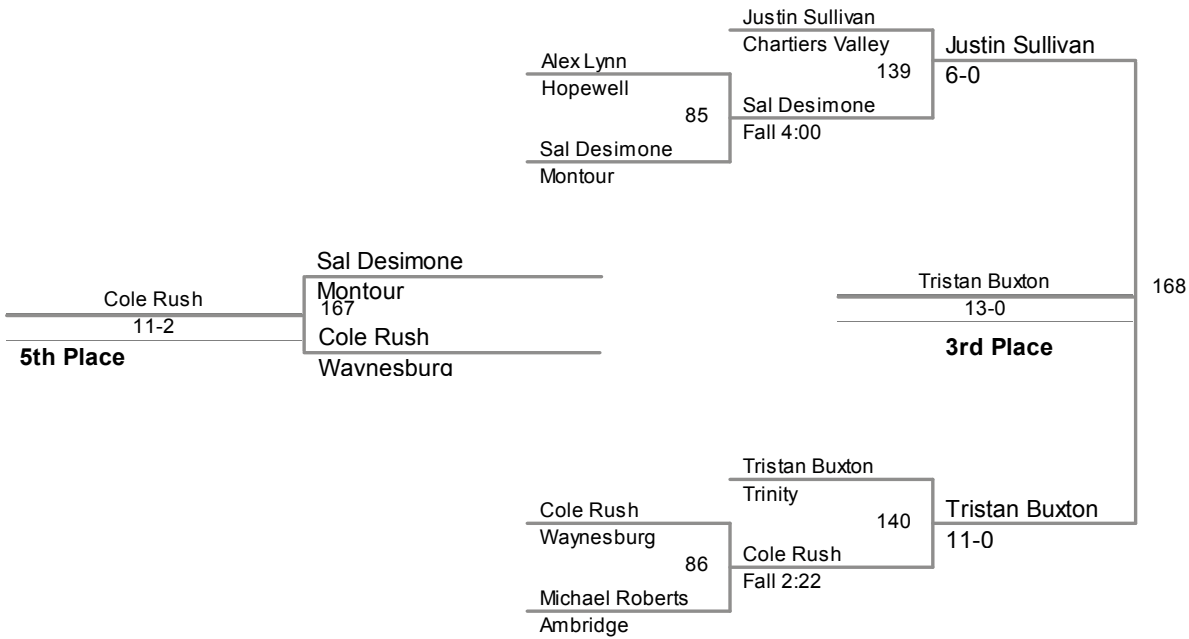 Justin Sullivan
Chartiers Valley
139
Justin Sullivan
6-0
Alex Lynn
Hopewell
85
Sal Desimone
Fall 4:00
Sal Desimone
Montour
Sal Desimone
Montour
167
Cole Rush
11-2
5th Place
Cole Rush
Waynesburg
Tristan Buxton
13-0
3rd Place
168
Tristan Buxton
Trinity
140
Tristan Buxton
11-0
Cole Rush
Waynesburg
86
Cole Rush
Fall 2:22
Michael Roberts
Ambridge